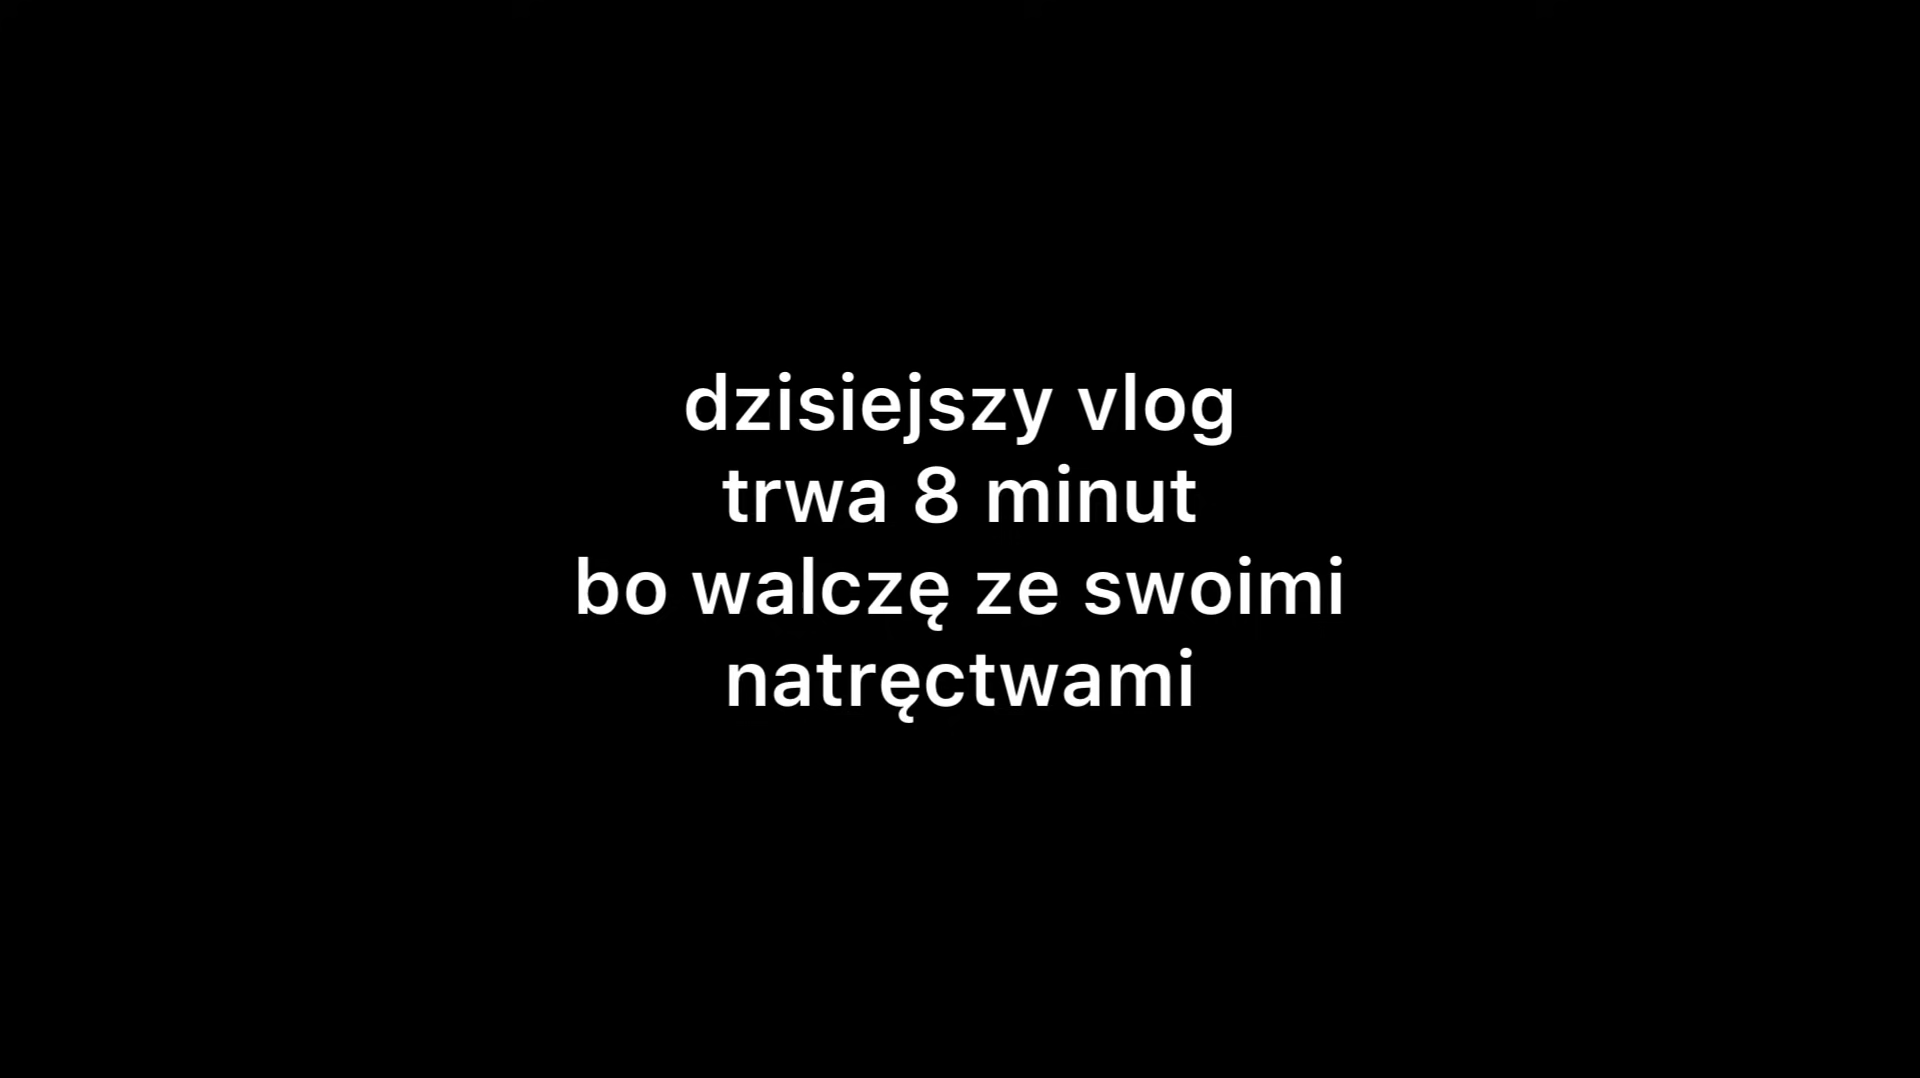 dzisiejszy vlog
trwa 8 minut
bo walczę ze swoimi
natręctwami